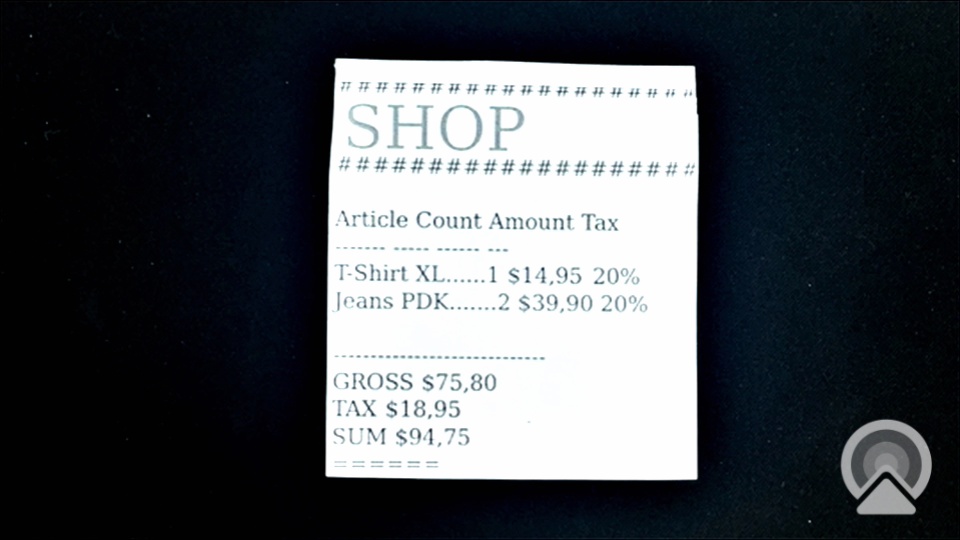 # # # # # # # # # # # # # # # # # # # #
SHOP
# # # # # # # # # # # # # # # # # # # #
Article Count Amount Tax
------- ----- ------ ---
T-Shirt XL......1 $14,95 20%
Jeans PDK.......2 $39,90 20%
----------------------------
GROSS $75,80
TAX $18,95
SUM $94,75
= = = = = =